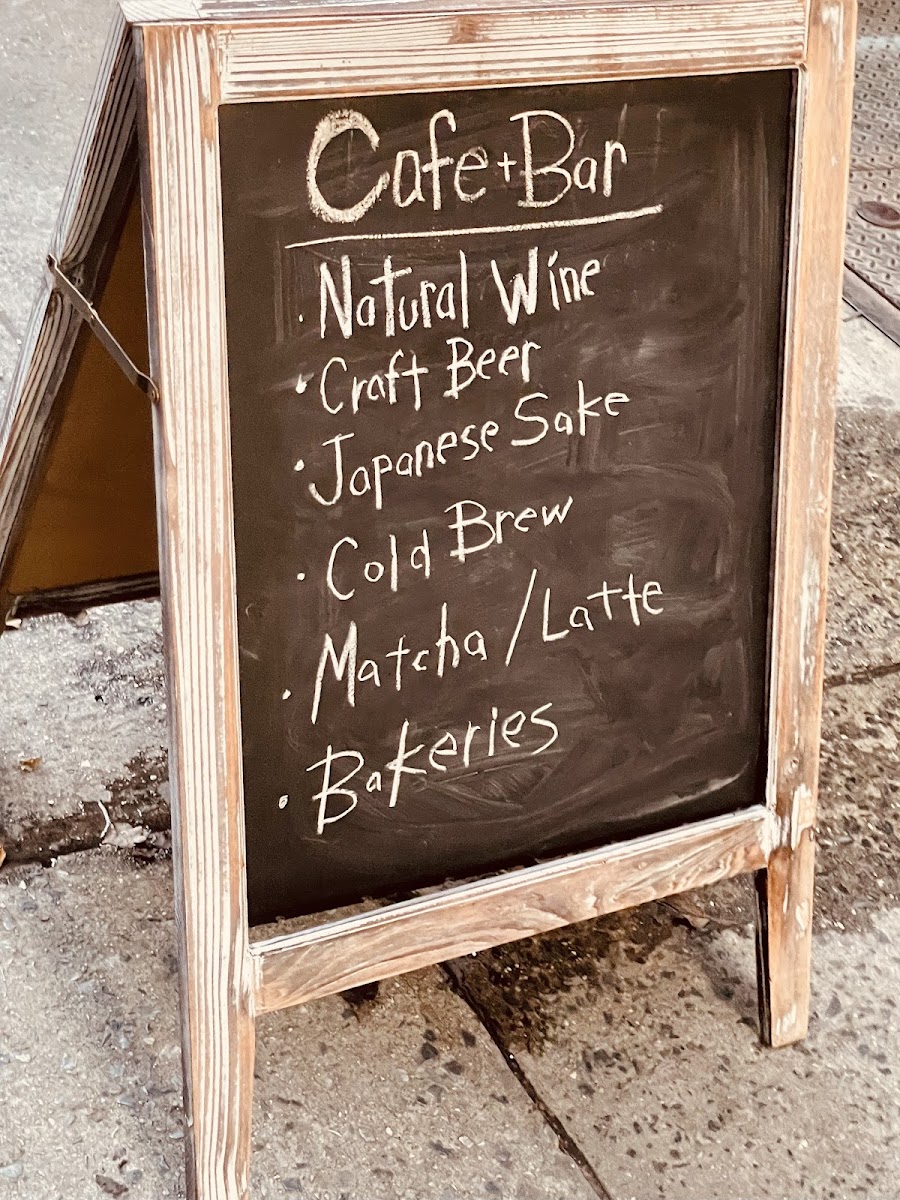 Cafe+Bar
· Natural Wine
· Craft Beer
· Japanese Sake
· Cold Brew
· Matcha/Latte
· Bakeries